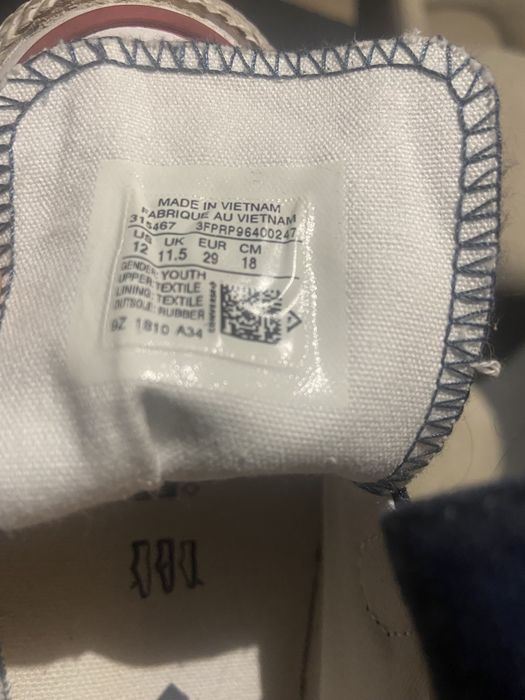 MADE IN VIETNAM
FABRIQUE AU VIETNAM
3FPRP96400247
US UK EUR CM
12 11.5 29 18
GENDER: YOUTH
UPPER: TEXTILE
LINING: TEXTILE
OUTSOLE: RUBBER
CONVERSE
9Z 1810 A34